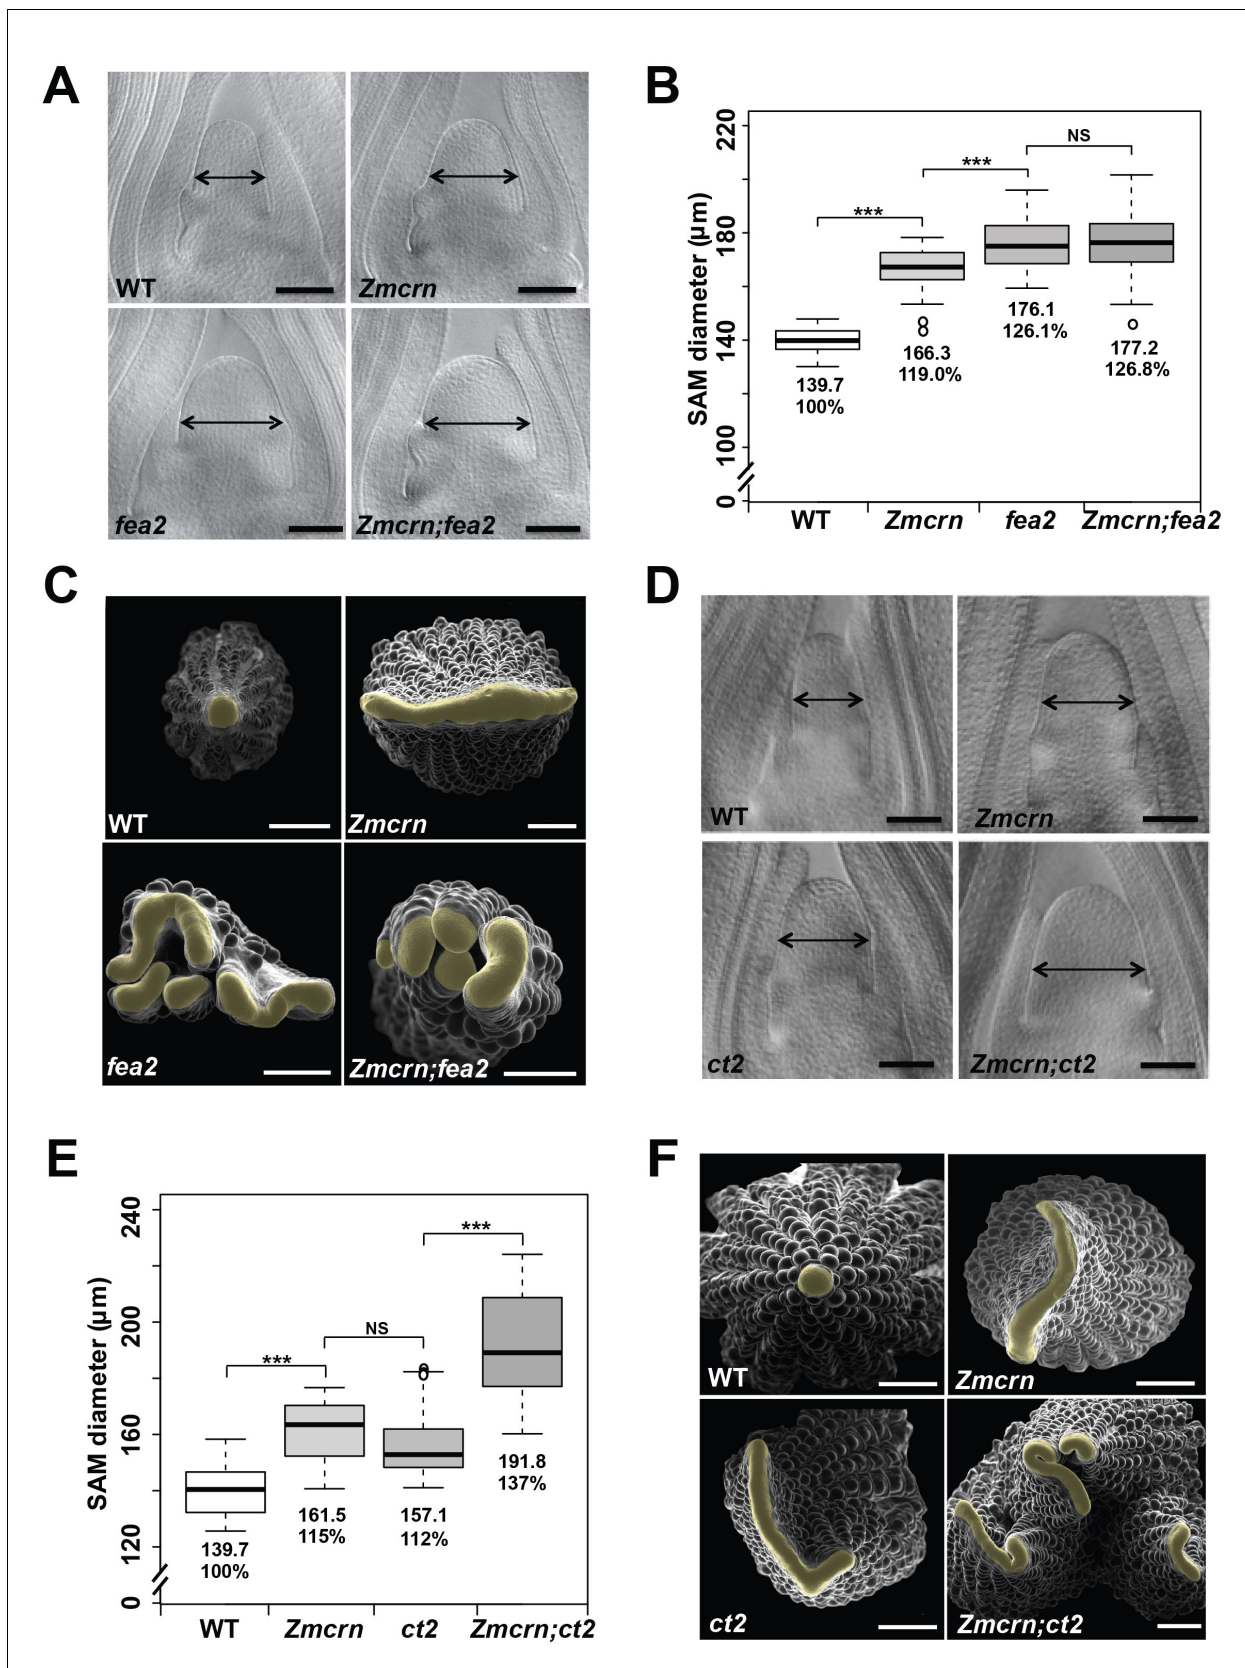 A
WT
Zmcrn
fea2
Zmcrn;fea2
B
SAM diameter (µm)
220
180
140
100
0
***
***
NS
139.7
100%
166.3
119.0%
176.1
126.1%
177.2
126.8%
WT
Zmcrn
fea2
Zmcrn;fea2
C
WT
Zmcrn
fea2
Zmcrn;fea2
D
WT
Zmcrn
ct2
Zmcrn;ct2
E
SAM diameter (µm)
240
200
160
120
0
***
NS
***
139.7
100%
161.5
115%
157.1
112%
191.8
137%
WT
Zmcrn
ct2
Zmcrn;ct2
F
WT
Zmcrn
ct2
Zmcrn;ct2